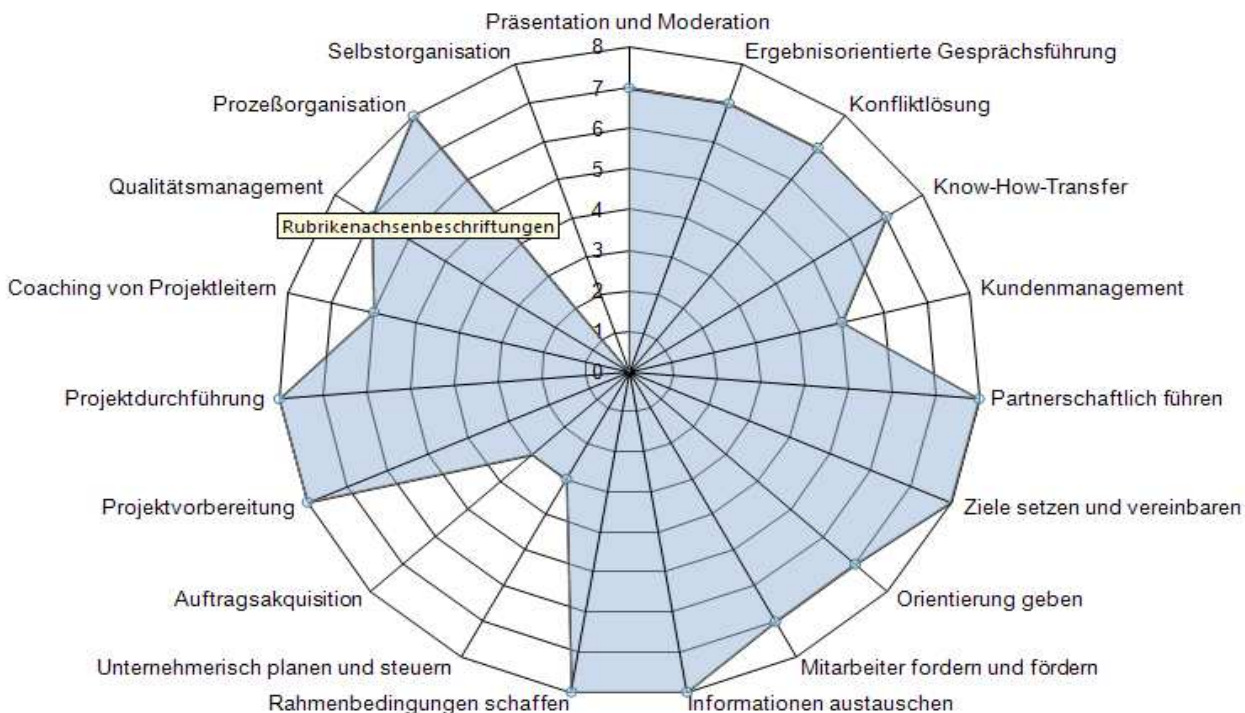 Präsentation und Moderation
Selbstorganisation
8
Ergebnisorientierte Gesprächsführung
Prozeßorganisation
7
Konfliktlösung
6
Qualitätsmanagement
5
Know-How-Transfer
Rubrikenachsenbeschriftungen
4
3
Coaching von Projektleitern
2
Kundenmanagement
1
0
Projektdurchführung
Partnerschaftlich führen
Projektvorbereitung
Ziele setzen und vereinbaren
Auftragsakquisition
Orientierung geben
Unternehmerisch planen und steuern
Mitarbeiter fordern und fördern
Rahmenbedingungen schaffen
Informationen austauschen